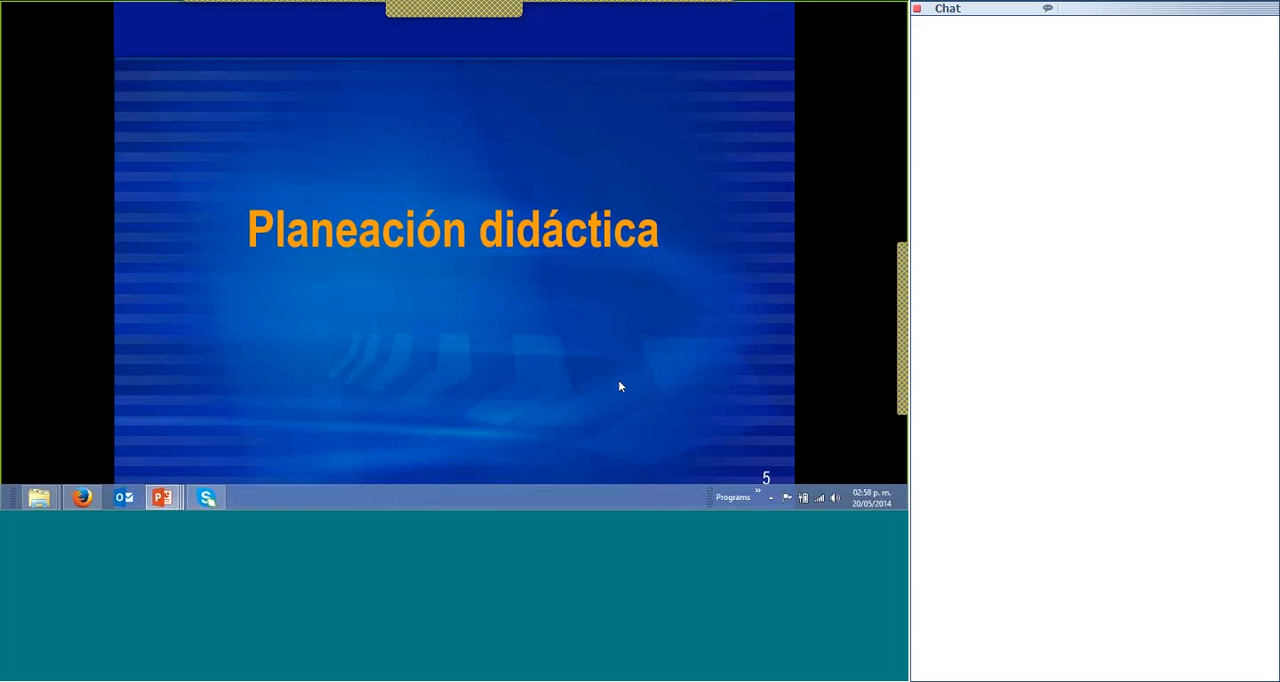 Chat
Planeación didáctica
5
Programs
02:58 p. m.
20/05/2014